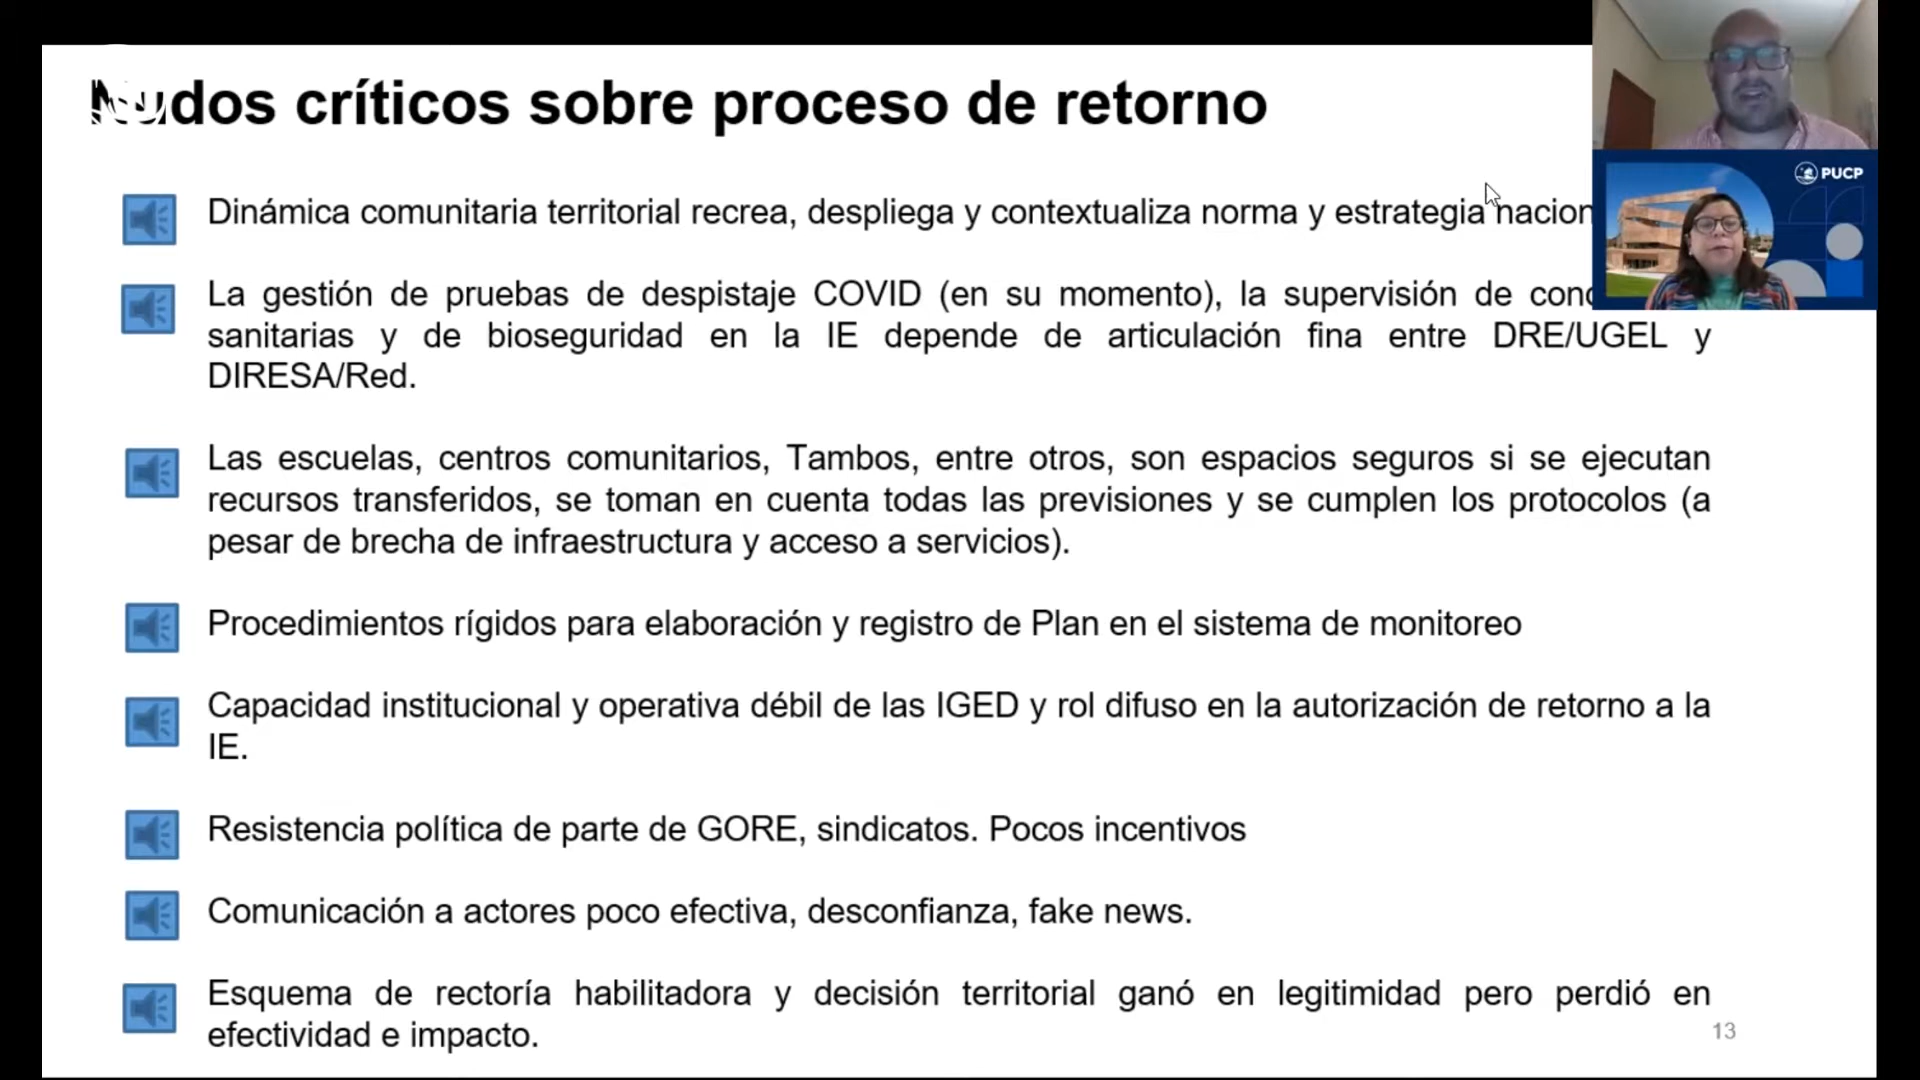 Nudos críticos sobre proceso de retorno
PUCP
Dinámica comunitaria territorial recrea, despliega y contextualiza norma y estrategia
La gestión de pruebas de despistaje COVID (en su momento), la supervisión de
sanitarias y de bioseguridad en la IE depende de articulación fina entre DRE/UGEL y
DIRESA/Red.
Las escuelas, centros comunitarios, Tambos, entre otros, son espacios seguros si se ejecutan
recursos transferidos, se toman en cuenta todas las previsiones y se cumplen los protocolos (a
pesar de brecha de infraestructura y acceso a servicios).
Procedimientos rígidos para elaboración y registro de Plan en el sistema de monitoreo
Capacidad institucional y operativa débil de las IGED y rol difuso en la autorización de retorno a la
IE.
Resistencia política de parte de GORE, sindicatos. Pocos incentivos
Comunicación a actores poco efectiva, desconfianza, fake news.
Esquema de rectoría habilitadora y decisión territorial ganó en legitimidad pero perdió en
efectividad e impacto.
13